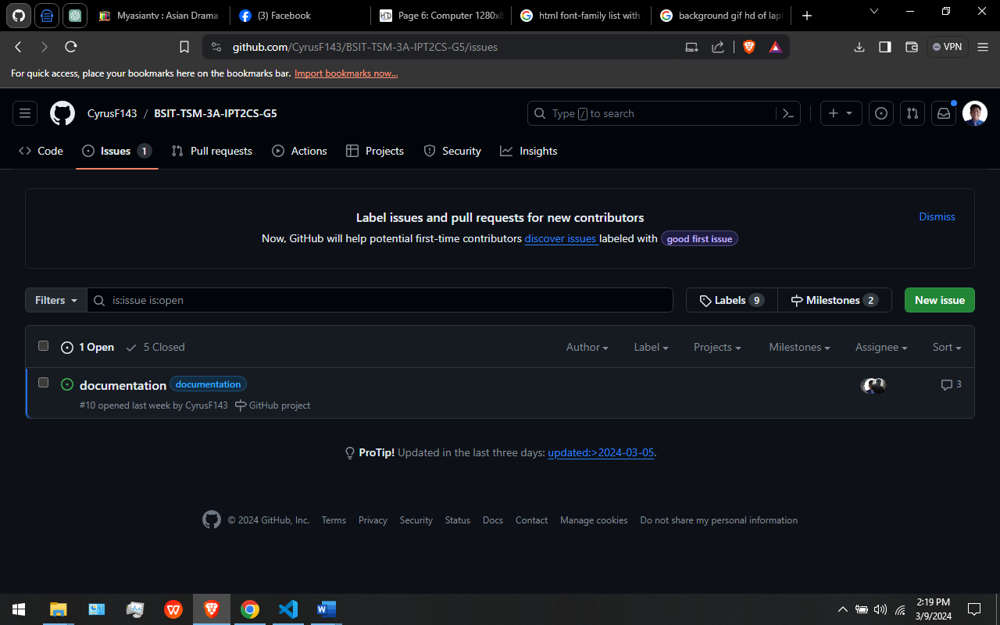 Myasiantv : Asian Drama
(3) Facebook
Page 6: Computer 1280x8
html font-family list with
background gif hd of lapt
github.com/CyrusF143/BSIT-TSM-3A-IPT2CS-G5/issues
VPN
For quick access, place your bookmarks here on the bookmarks bar. Import bookmarks now...
CyrusF143 / BSIT-TSM-3A-IPT2CS-G5
Type / to search
Code
Issues 1
Pull requests
Actions
Projects
Security
Insights
Label issues and pull requests for new contributors
Dismiss
Now, GitHub will help potential first-time contributors discover issues labeled with good first issue
Filters
is:issue is:open
Labels 9
Milestones 2
New issue
1 Open
5 Closed
Author
Label
Projects
Milestones
Assignee
Sort
documentation documentation
3
#10 opened last week by CyrusF143 GitHub project
ProTip! Updated in the last three days: updated:>2024-03-05.
© 2024 GitHub, Inc.
Terms
Privacy
Security
Status
Docs
Contact
Manage cookies
Do not share my personal information
2:19 PM
3/9/2024